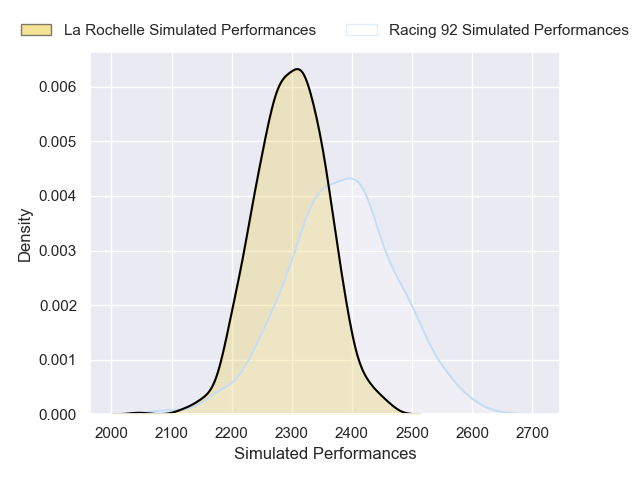 La Rochelle Simulated Performances
Racing 92 Simulated Performances
0.006
0.005
0.004
0.003
0.002
0.001
0.000
Density
2000 2100 2200 2300 2400 2500 2600 2700
Simulated Performances